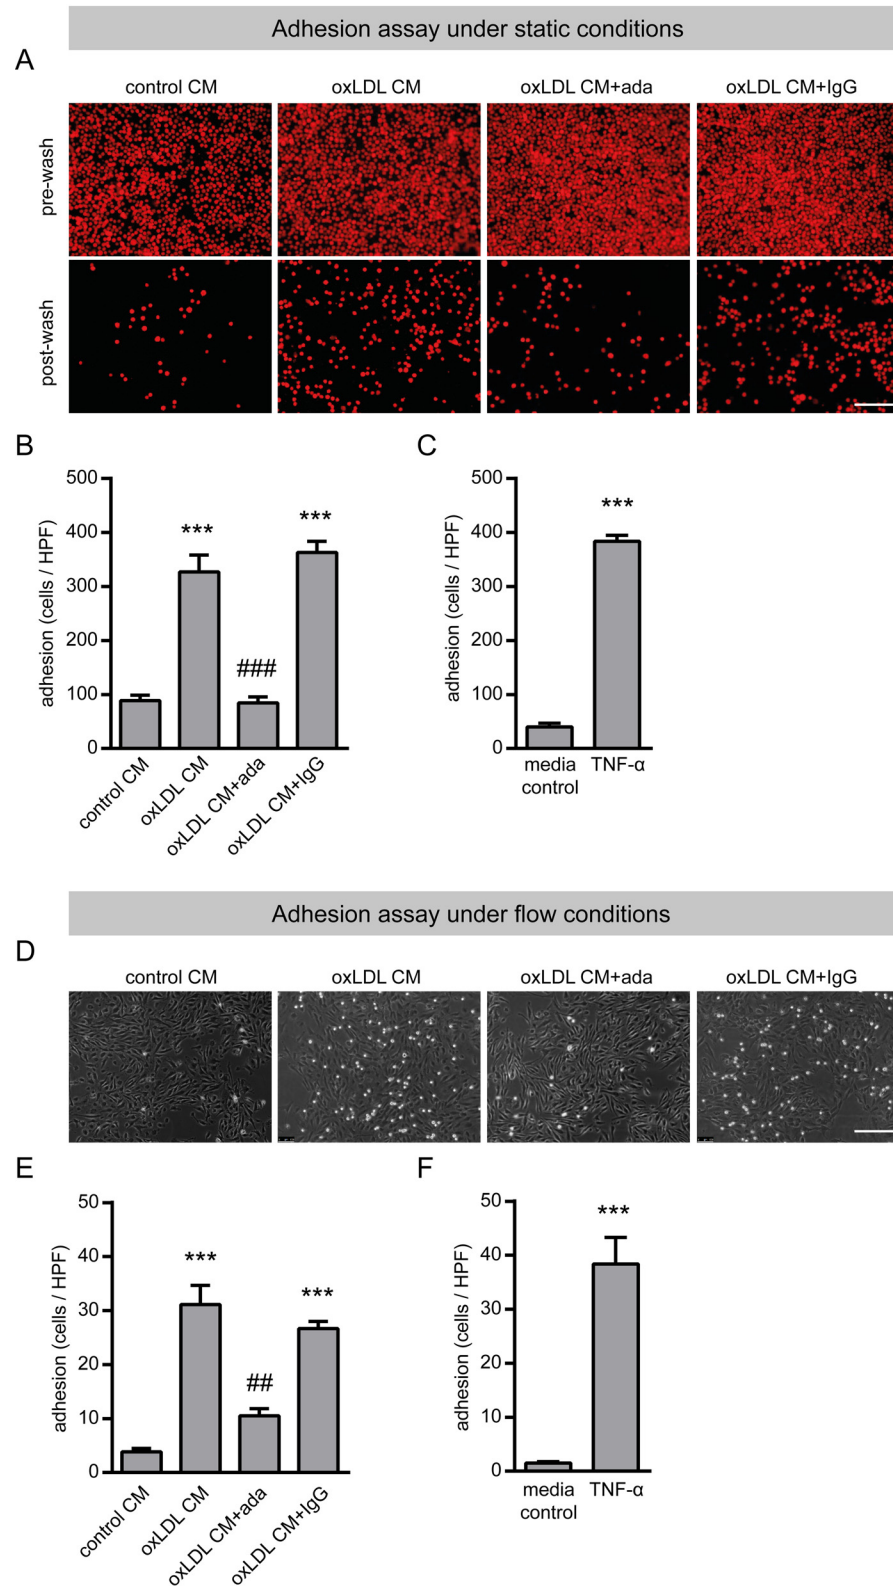 Adhesion assay under static conditions
A
control CM oxLDL CM oxLDL CM+ada oxLDL CM+IgG
pre-wash
post-wash
B
adhesion (cells / HPF)
500
400
300
200
100
0
***
***
###
control CM
oxLDL CM
oxLDL CM+ada
oxLDL CM+IgG
C
adhesion (cells / HPF)
500
400
300
200
100
0
***
media
control
TNF-α
Adhesion assay under flow conditions
D
control CM oxLDL CM oxLDL CM+ada oxLDL CM+IgG
E
adhesion (cells / HPF)
50
40
30
20
10
0
***
##
***
control CM
oxLDL CM
oxLDL CM+ada
oxLDL CM+IgG
F
adhesion (cells / HPF)
50
40
30
20
10
0
***
media
control
TNF-α